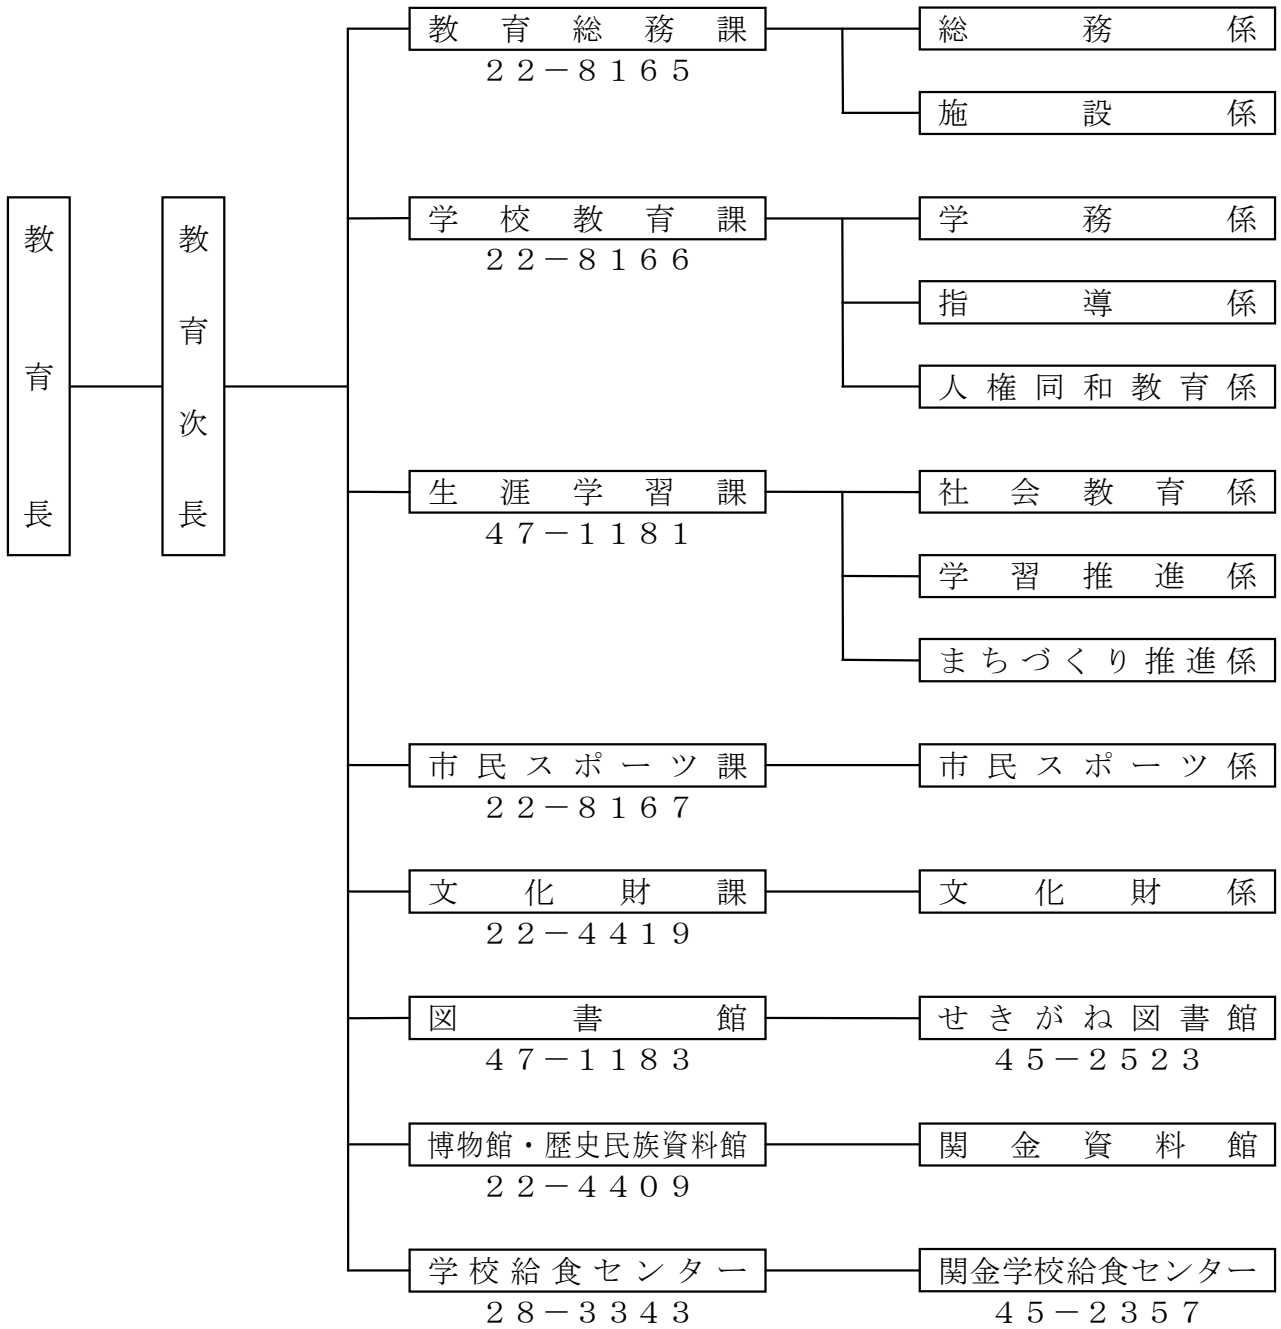 教育長
教育次長
教育総務課
２２－８１６５
総務係
施設係
学校教育課
２２－８１６６
学務係
指導係
人権同和教育係
生涯学習課
４７－１１８１
社会教育係
学習推進係
まちづくり推進係
市民スポーツ課
２２－８１６７
市民スポーツ係
文化財課
２２－４４１９
文化財係
図書館
４７－１１８３
せきがね図書館
４５－２５２３
博物館・歴史民族資料館
２２－４４０９
関金資料館
学校給食センター
２８－３３４３
関金学校給食センター
４５－２３５７